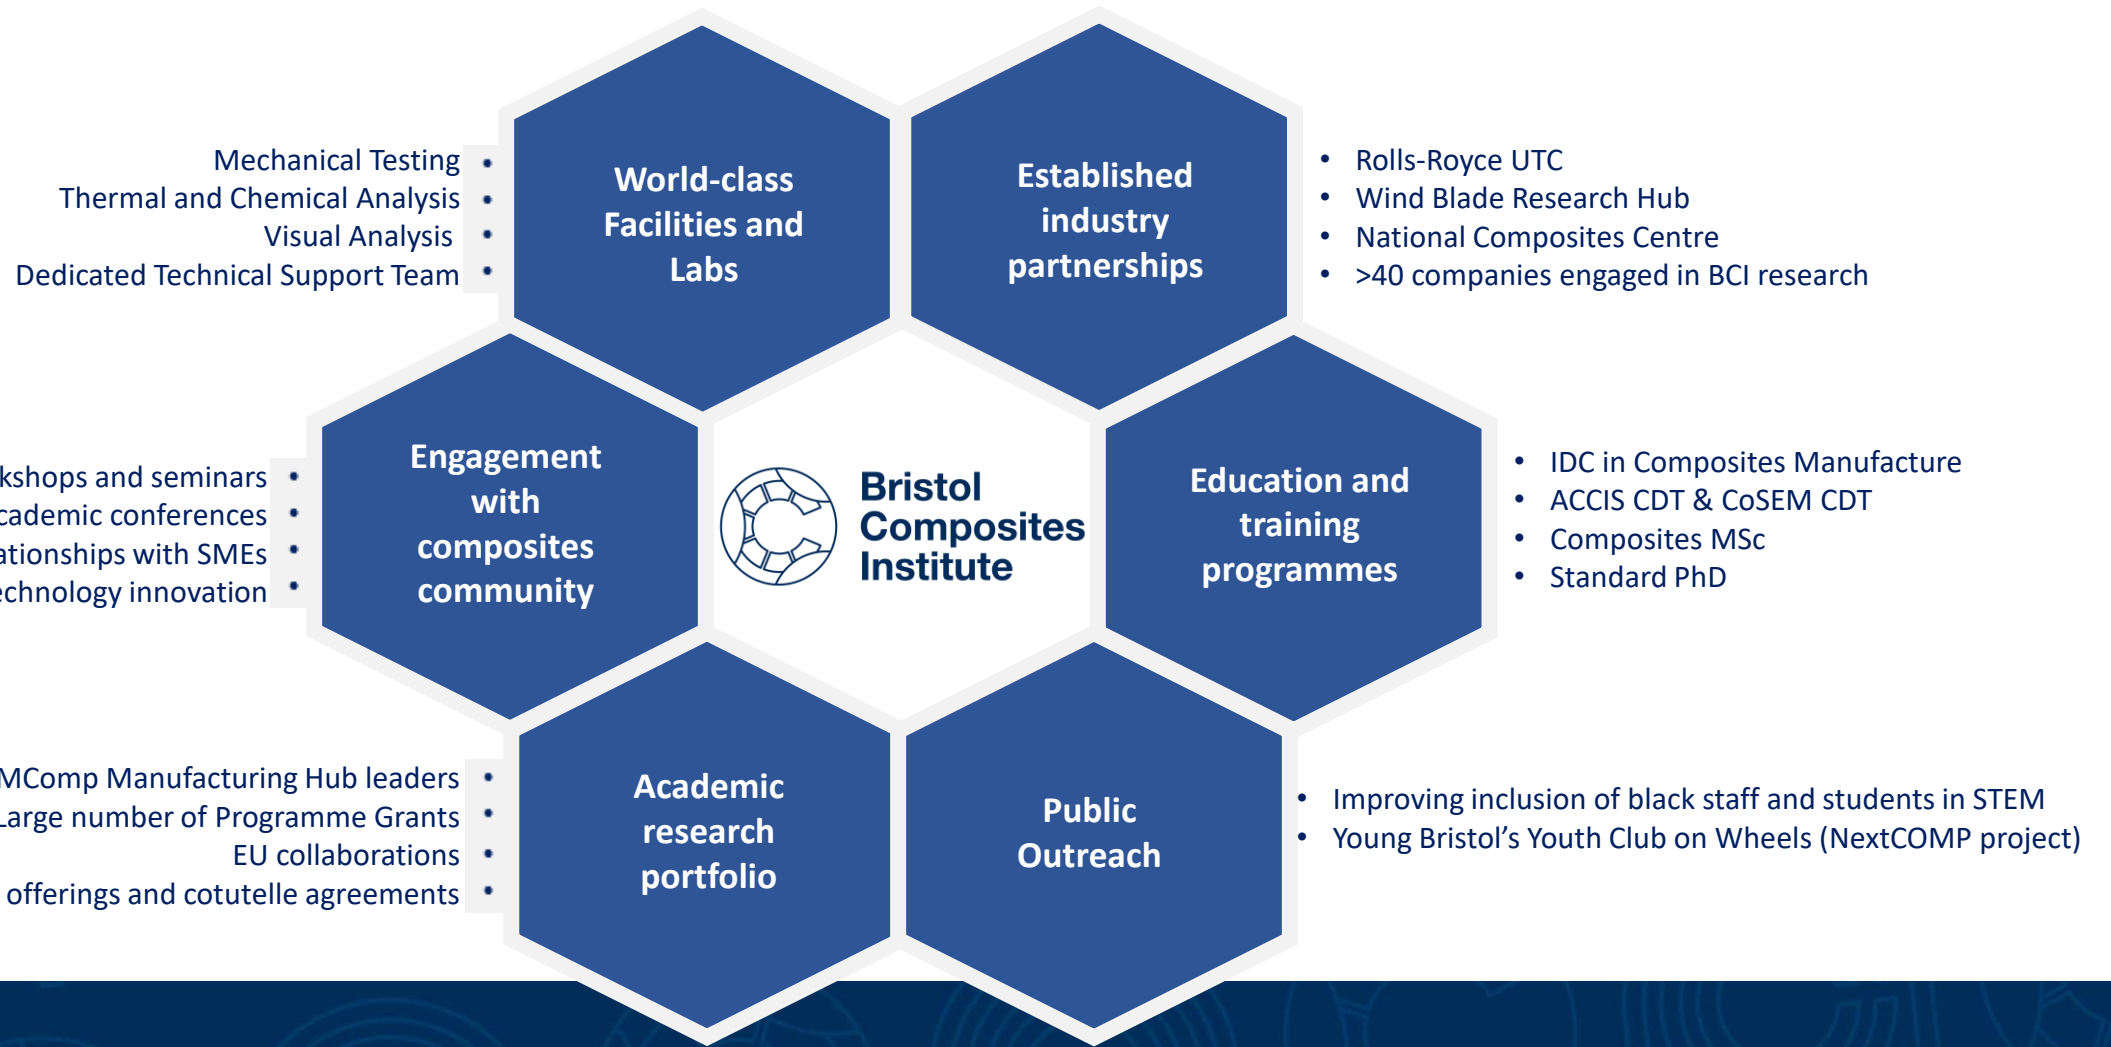 Mechanical Testing •
Thermal and Chemical Analysis •
Visual Analysis •
Dedicated Technical Support Team •
World-class
Facilities and
Labs
Established
industry
partnerships
• Rolls-Royce UTC
• Wind Blade Research Hub
• National Composites Centre
• >40 companies engaged in BCI research
and seminars •
conferences •
with SMEs •
innovation •
Engagement
with
composites
community
Bristol
Composites
Institute
Education and
training
programmes
• IDC in Composites Manufacture
• ACCIS CDT & CoSEM CDT
• Composites MSc
• Standard PhD
Manufacturing Hub leaders •
Large number of Programme Grants •
EU collaborations •
offerings and cotutelle agreements •
Academic
research
portfolio
Public
Outreach
• Improving inclusion of black staff and students in STEM
• Young Bristol's Youth Club on Wheels (NextCOMP project)